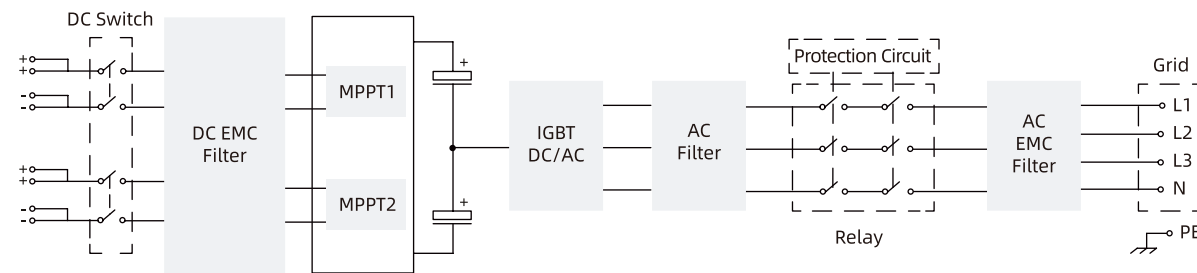 DC Switch
+
+
-
-
+
+
-
-
DC EMC
Filter
MPPT1
MPPT2
+
+
IGBT
DC/AC
AC
Filter
Protection Circuit
Relay
AC
EMC
Filter
Grid
L1
L2
L3
N
PE